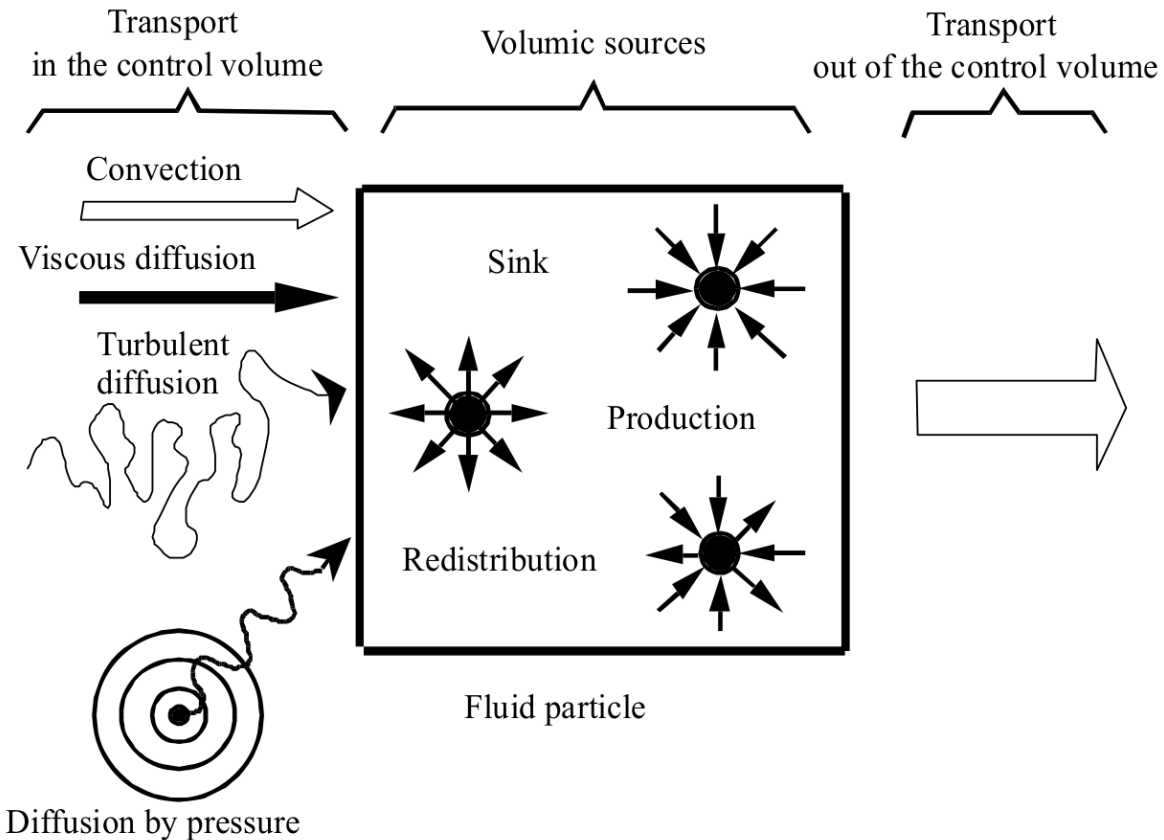 Transport
in the control volume
Volumic sources
Transport
out of the control volume
Convection
Viscous diffusion
Turbulent
diffusion
Sink
Production
Redistribution
Fluid particle
Diffusion by pressure